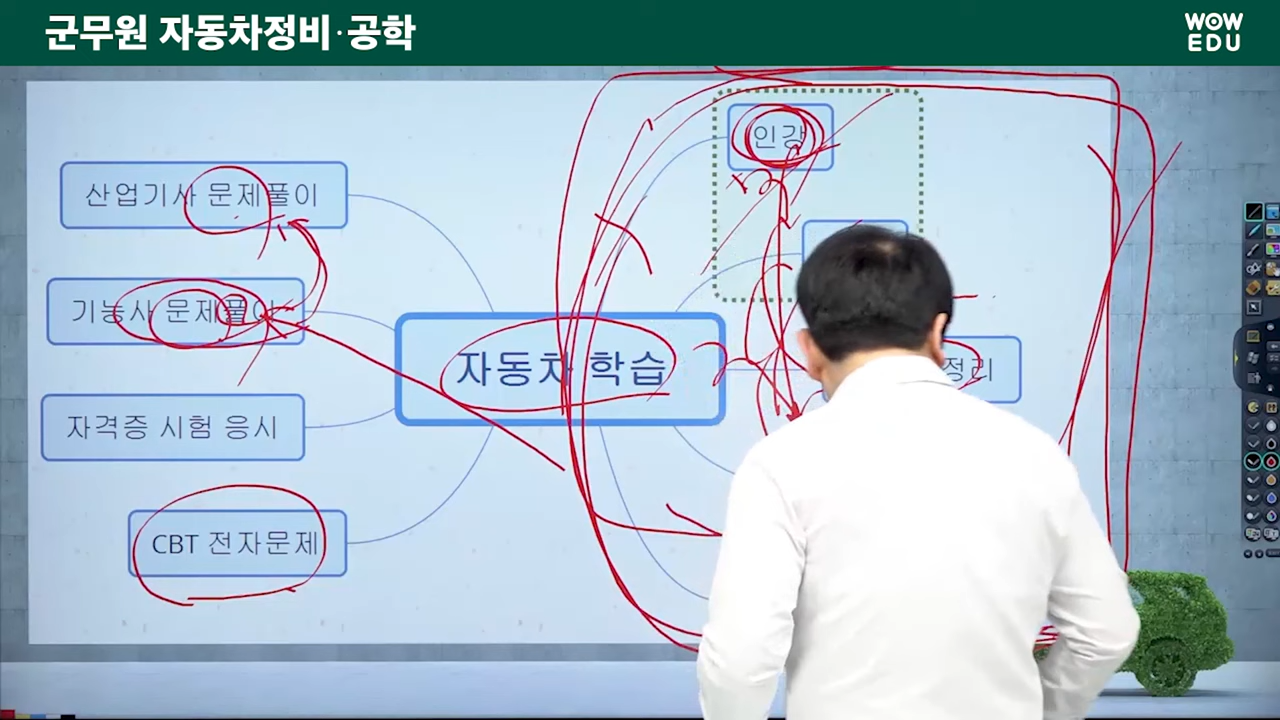 군무원 자동차정비·공학
WOW
EDU
인강
산업기사 문제풀이
기능사 문제풀이
자동차 학습
정리
자격증 시험 응시
CBT 전자문제